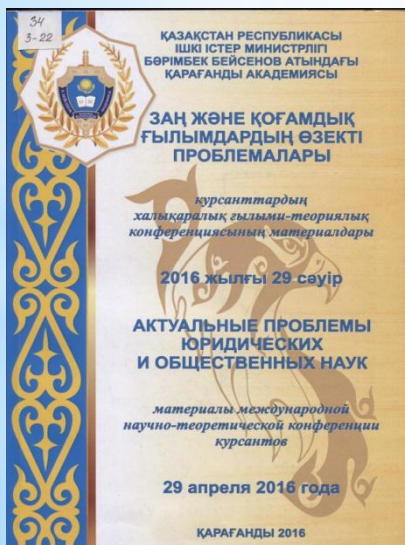 34
3-22
ҚАЗАҚСТАН РЕСПУБЛИКАСЫ
ІШКІ ІСТЕР МИНИСТРЛІГІ
БӘРІМБЕК БЕЙСЕНОВ АТЫНДАҒЫ
ҚАРАҒАНДЫ АКАДЕМИЯСЫ
ЗАҢ ЖӘНЕ ҚОҒАМДЫҚ
ҒЫЛЫМДАРДЫҢ ӨЗЕКТІ
ПРОБЛЕМАЛАРЫ
курсанттардың
халықаралық ғылыми-теориялық
конференциясының материалдары
2016 жылғы 29 сәуір
АКТУАЛЬНЫЕ ПРОБЛЕМЫ
ЮРИДИЧЕСКИХ
И ОБЩЕСТВЕННЫХ НАУК
материалы международной
научно-теоретической конференции
курсантов
29 апреля 2016 года
ҚАРАҒАНДЫ 2016